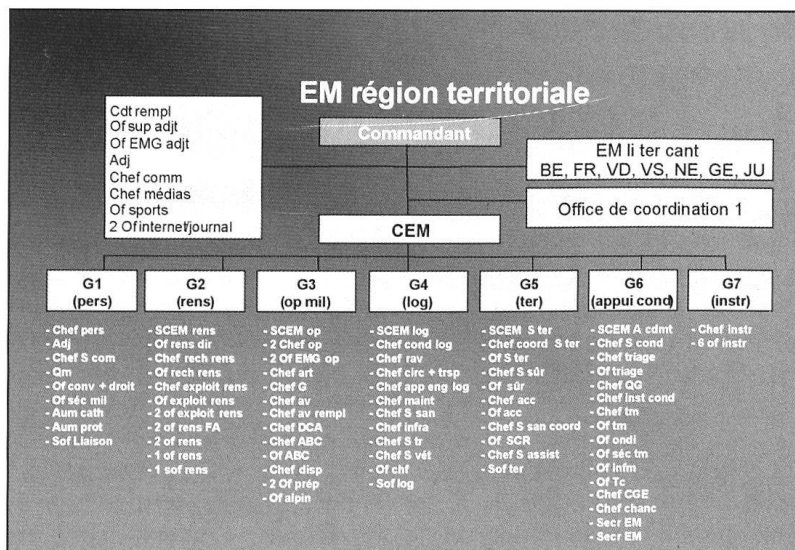 EM région territoriale
Commandant
Cdt rempl
Of sup adjt
Of EMG adjt
Adj
Chef comm
Chef médias
Of sports
2 Of internet/journal
EM li ter cant
BE, FR, VD, VS, NE, GE, JU
Office de coordination 1
CEM
G1
(pers)
- Chef pers
- Adj
- Chef S com
- Qm
- Of conv + droit
- Of séc mil
- Aum cath
- Aum prot
- Sof Liaison
G2
(rens)
- SCEM rens
- Of rens dir
- Chef rech rens
- Of rech rens
- Chef exploit rens
- Of exploit rens
- 2 of exploit rens
- 2 of rens FA
- 2 of rens
- 1 of rens
- 1 sof rens
G3
(op mil)
- SCEM op
- 2 Chef op
- 2 Of EMG op
- Chef art
- Chef G
- Chef av
- Chef av rempl
- Chef DCA
- Chef ABC
- Of ABC
- Chef disp
- 2 Of prép
- Of alpin
G4
(log)
- SCEM log
- Chef cond log
- Chef rav
- Chef circ + trsp
- Chef app eng log
- Chef maint
- Chef S san
- Chef infra
- Chef S tr
- Chef S vét
- Of chf
- Sof log
G5
(ter)
- SCEM S ter
- Chef coord S ter
- Of S ter
- Chef S sûr
- Of sûr
- Chef acc
- Of acc
- Chef S san coord
- Of SCR
- Chef S assist
- Sof ter
G6
(appui cond)
- SCEM A cdmt
- Chef S cond
- Chef triage
- Of triage
- Chef QG
- Chef inst cond
- Chef tm
- Of tm
- Of ondi
- Of séc tm
- Of infm
- Of Tc
- Chef CGE
- Chef chanc
- Secr EM
- Secr EM
G7
(instr)
- Chef instr
- 6 of instr